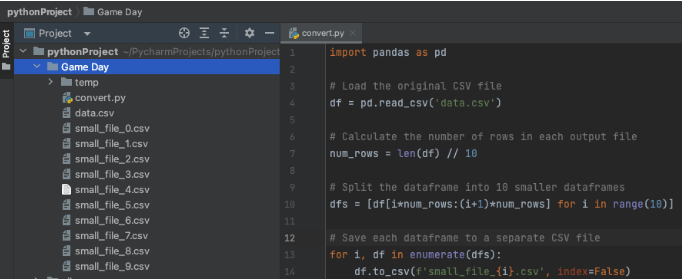 pythonProject
Game Day
Project
Project
convert.py
pythonProject ~/PycharmProjects/pythonProject
Game Day
temp
convert.py
data.csv
small_file_0.csv
small_file_1.csv
small_file_2.csv
small_file_3.csv
small_file_4.csv
small_file_5.csv
small_file_6.csv
small_file_7.csv
small_file_8.csv
small_file_9.csv
1 import pandas as pd
2
3 # Load the original CSV file
4 df = pd.read_csv('data.csv')
5
6 # Calculate the number of rows in each output file
7 num_rows = len(df) // 10
8
9 # Split the dataframe into 10 smaller dataframes
10 dfs = [df[i*num_rows:(i+1)*num_rows] for i in range(10)]
11
12 # Save each dataframe to a separate CSV file
13 for i, df in enumerate(dfs):
14 df.to_csv(f'small_file_{i}.csv', index=False)